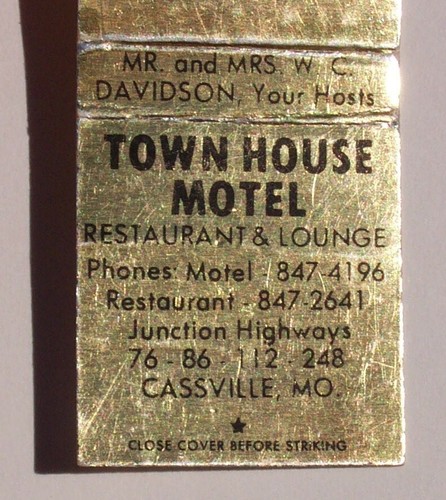 MR. and MRS. W. C.
DAVIDSON, Your Hosts
TOWN HOUSE
MOTEL
RESTAURANT & LOUNGE
Phones: Motel - 847-4196
Restaurant - 847-2641
Junction Highways
76 - 86 - 112 - 248
CASSVILLE, MO.
CLOSE COVER BEFORE STRIKING